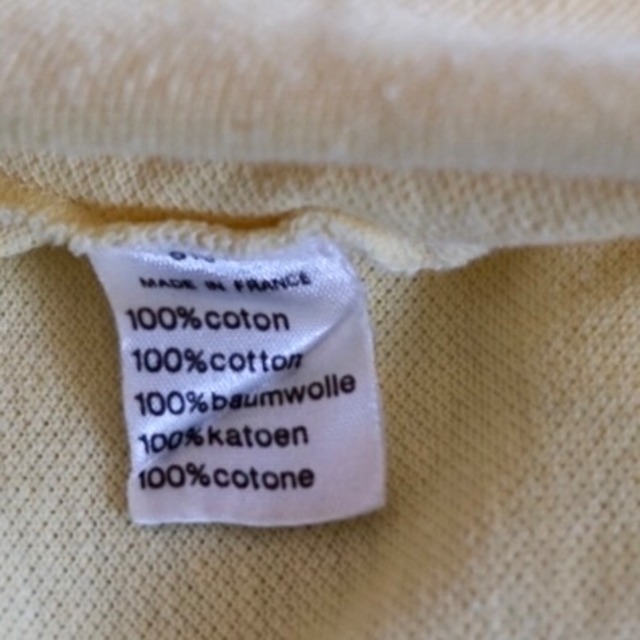 MADE IN FRANCE
100%coton
100%cotton
100%baumwolle
100%katoen
100%cotone